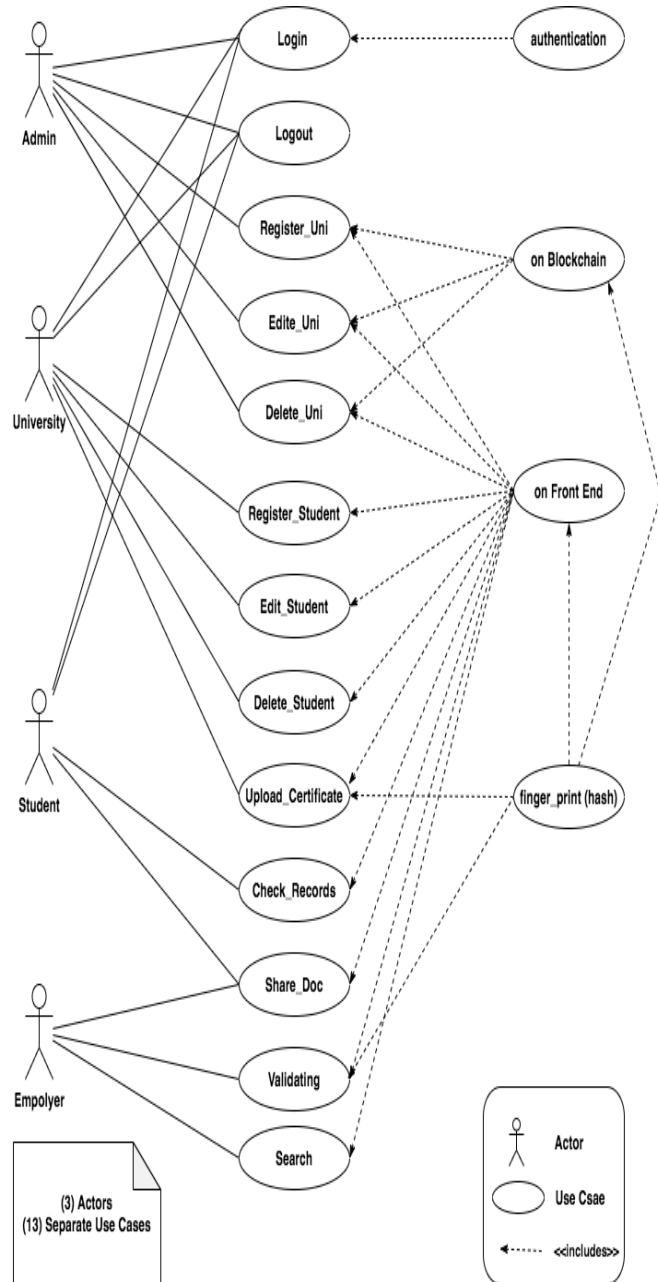 Login
authentication
Admin
Logout
Register_Uni
on Blockchain
Edite_Uni
University
Delete_Uni
on Front End
Register_Student
Edit_Student
Delete_Student
Student
Upload_Certificate
finger_print (hash)
Check_Records
Share_Doc
Empolyer
Validating
Search
Actor
(3) Actors
(13) Separate Use Cases
Use Csae
<<includes>>